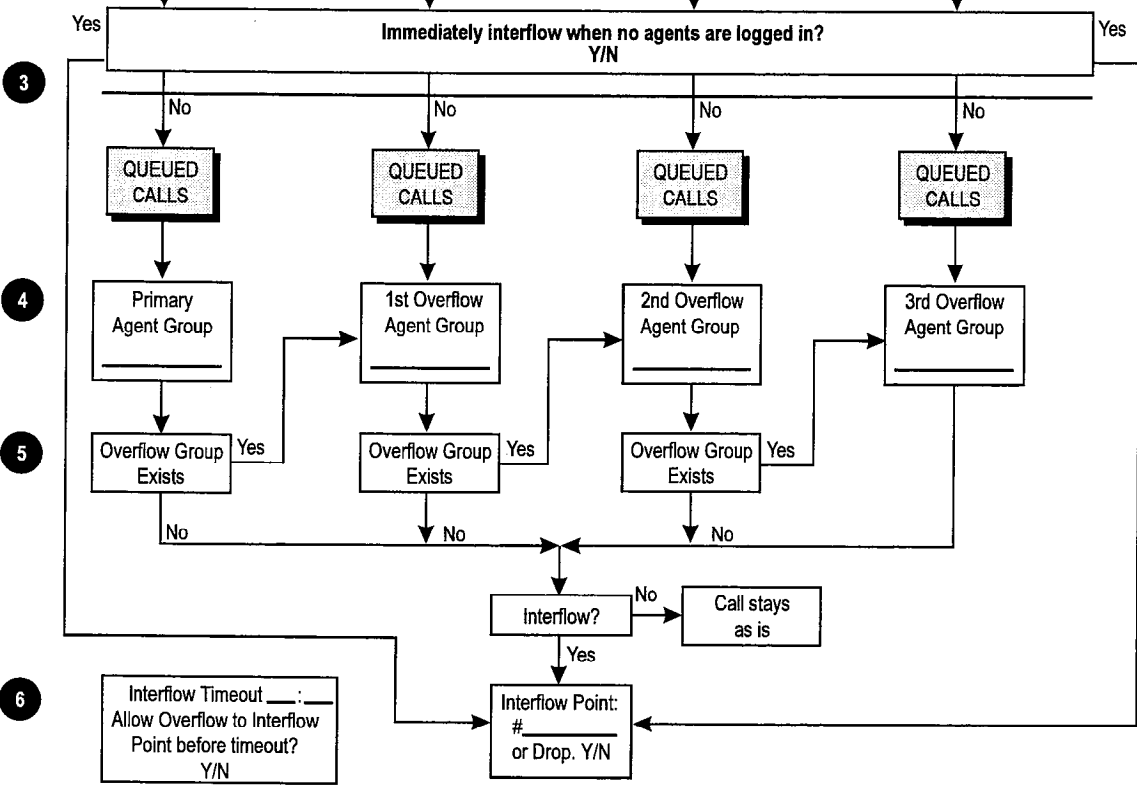 Yes
Immediately interflow when no agents are logged in?
Y/N
Yes
3
No
No
No
No
QUEUED
CALLS
QUEUED
CALLS
QUEUED
CALLS
QUEUED
CALLS
4
Primary
Agent Group
1st Overflow
Agent Group
2nd Overflow
Agent Group
3rd Overflow
Agent Group
5
Overflow Group
Exists
Yes
Overflow Group
Exists
Yes
Overflow Group
Exists
Yes
No
No
No
Interflow?
No
Call stays
as is
Yes
6
Interflow Timeout __:__
Allow Overflow to Interflow
Point before timeout?
Y/N
Interflow Point:
#________
or Drop. Y/N